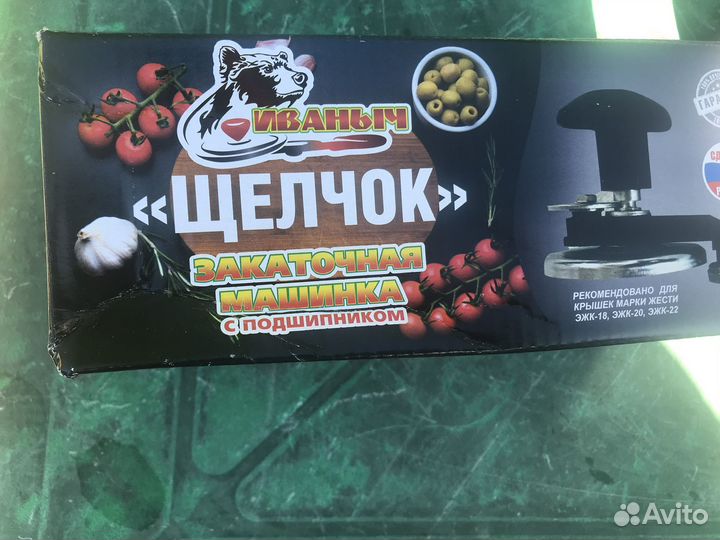 ИВАНЫЧ
«ЩЕЛЧОК»
ЗАКАТОЧНАЯ
МАШИНКА
С ПОДШИПНИКОМ
РЕКОМЕНДОВАНО ДЛЯ
КРЫШЕК МАРКИ ЖЕСТИ
ЭЖК-18, ЭЖК-20, ЭЖК-22
Avito